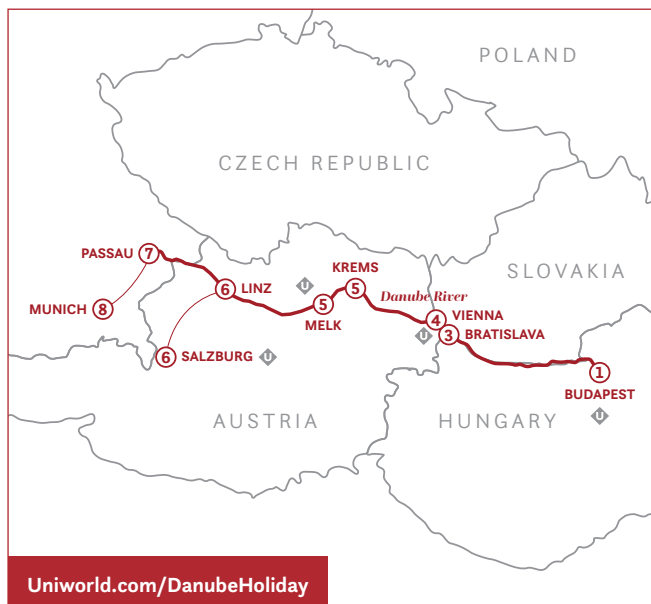 POLAND
CZECH REPUBLIC
PASSAU 7
KREMS
SLOVAKIA
6 LINZ
U
5
Danube River
MUNICH 8
5
MELK
4 VIENNA
3 BRATISLAVA
U
6 SALZBURG
U
1
BUDAPEST
AUSTRIA
HUNGARY
U
Uniworld.com/DanubeHoliday